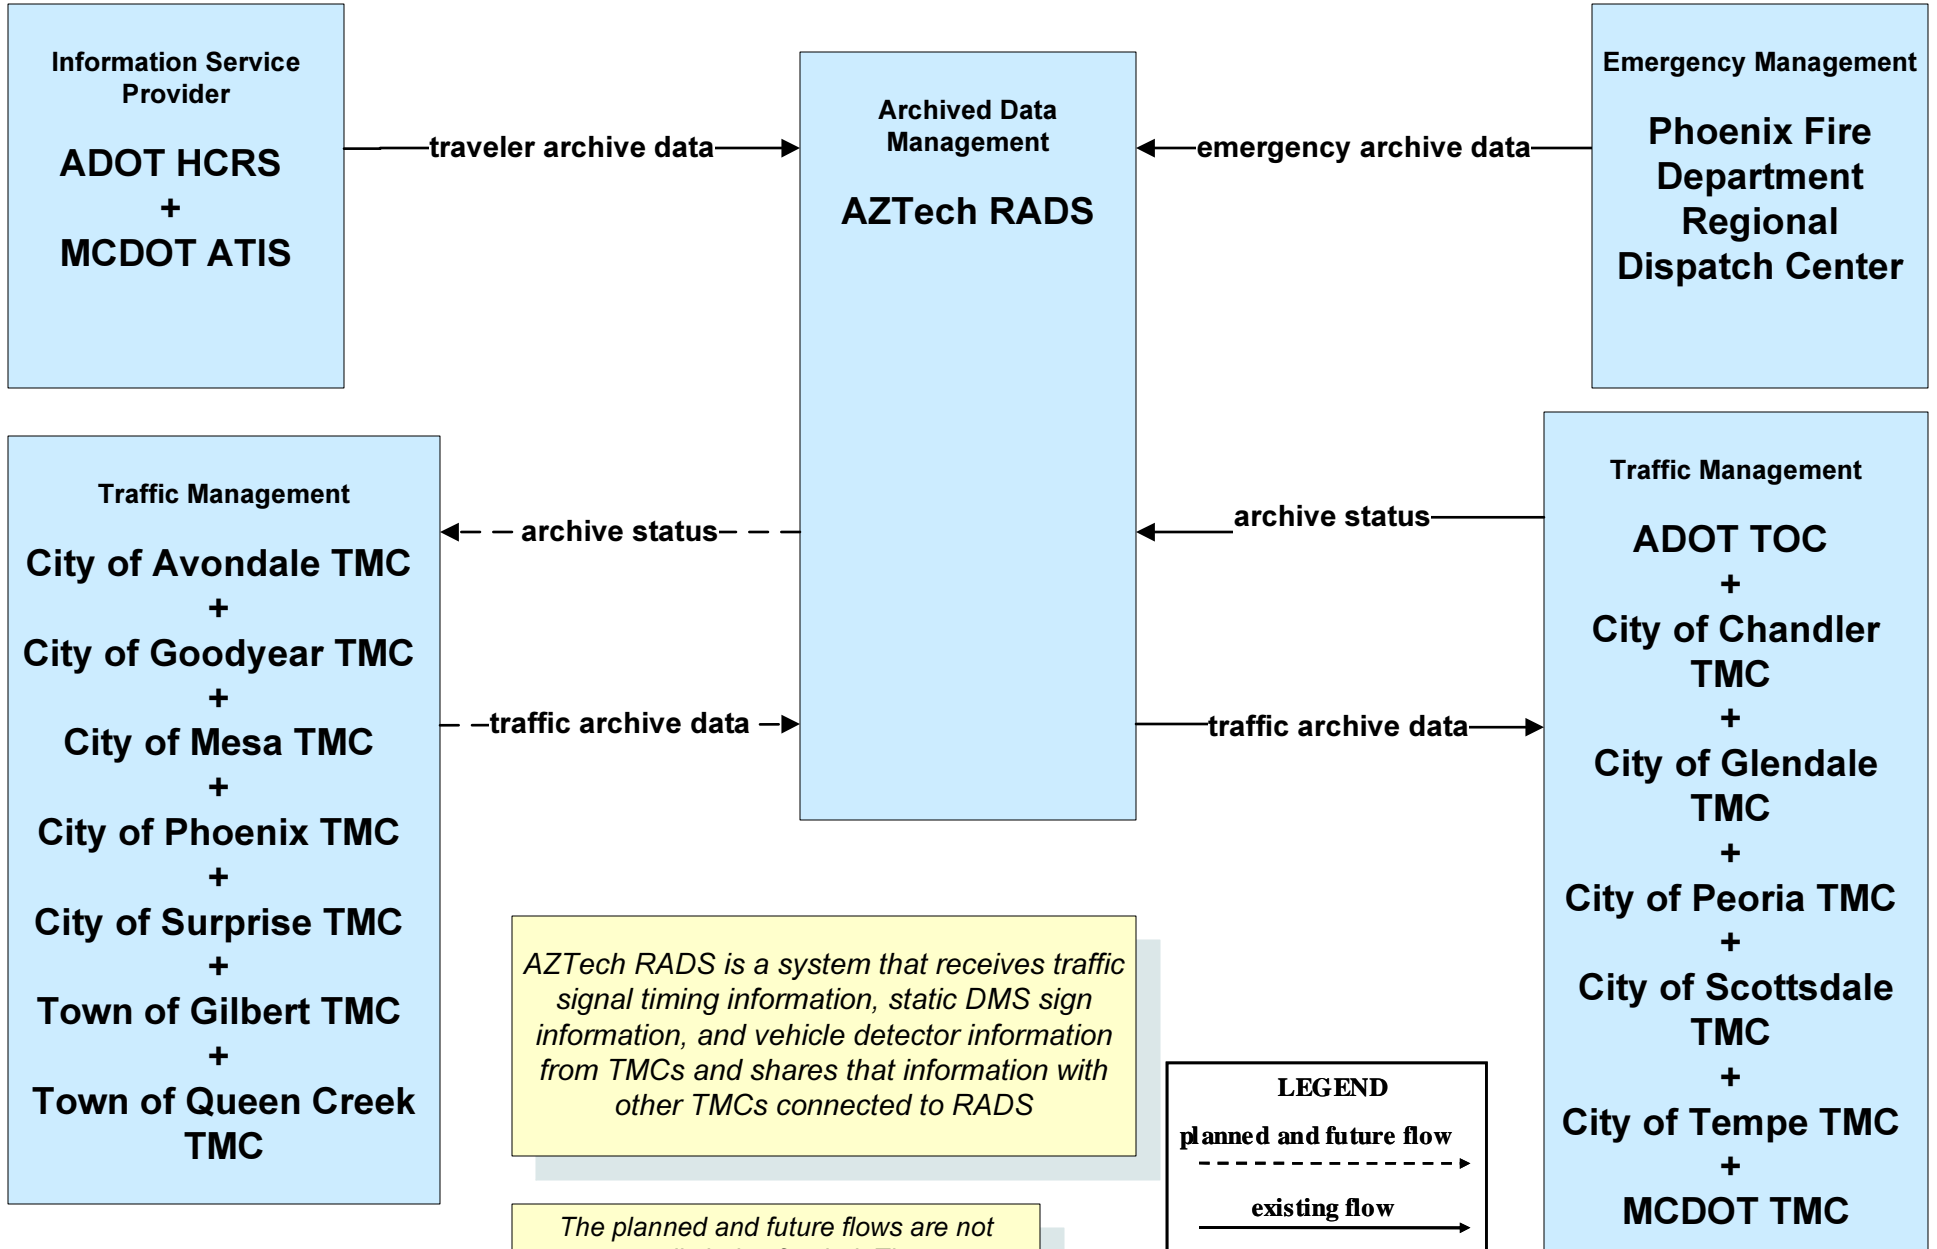 Information Service
Provider
ADOT HCRS
+
MCDOT ATIS
traveler archive data
Archived Data
Management
AZTech RADS
emergency archive data
Emergency Management
Phoenix Fire
Department
Regional
Dispatch Center
Traffic Management
City of Avondale TMC
+
City of Goodyear TMC
+
City of Mesa TMC
+
City of Phoenix TMC
+
City of Surprise TMC
+
Town of Gilbert TMC
+
Town of Queen Creek
TMC
archive status
traffic archive data
archive status
traffic archive data
Traffic Management
ADOT TOC
+
City of Chandler
TMC
+
City of Glendale
TMC
+
City of Peoria TMC
+
City of Scottsdale
TMC
+
City of Tempe TMC
+
MCDOT TMC
AZTech RADS is a system that receives traffic
signal timing information, static DMS sign
information, and vehicle detector information
from TMCs and shares that information with
other TMCs connected to RADS
The planned and future flows are not
LEGEND
planned and future flow
existing flow